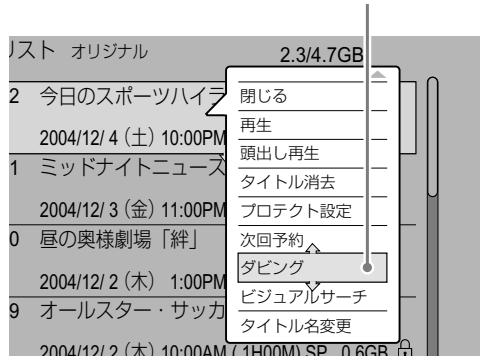 リスト オリジナル 2.3/4.7GB
2 今日のスポーツハイラ
2004/12/ 4 (土) 10:00PM
1 ミッドナイトニュース
2004/12/ 3 (金) 11:00PM
0 昼の奥様劇場「絆」
2004/12/ 2 (木) 1:00PM
9 オールスター・サッカ
2004/12/ 2 (木) 10:00AM ( 1H00M) SP 0.6GB
閉じる
再生
頭出し再生
タイトル消去
プロテクト設定
次回予約
ダビング
ビジュアルサーチ
タイトル名変更